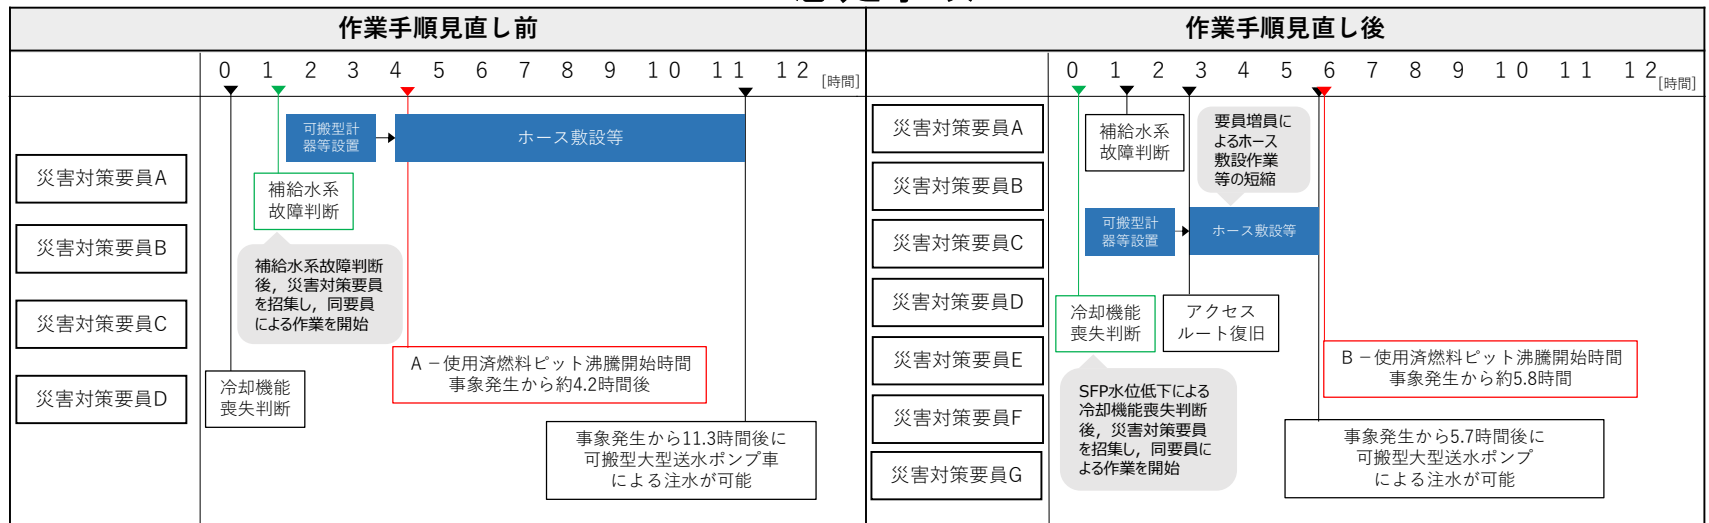 作業手順見直し前
0 1 2 3 4 5 6 7 8 9 10 11 12 [時間]
災害対策要員A
災害対策要員B
災害対策要員C
災害対策要員D
可搬型計
器等設置
ホース敷設等
補給水系
故障判断
補給水系故障判断
後，災害対策要員
を招集し，同要員
による作業を開始
A－使用済燃料ピット沸騰開始時間
事象発生から約4.2時間後
冷却機能
喪失判断
事象発生から11.3時間後に
可搬型大型送水ポンプ車
による注水が可能
作業手順見直し後
0 1 2 3 4 5 6 7 8 9 10 11 12 [時間]
災害対策要員A
災害対策要員B
災害対策要員C
災害対策要員D
災害対策要員E
災害対策要員F
災害対策要員G
補給水系
故障判断
要員増員に
よるホース
敷設作業
等の短縮
可搬型計
器等設置
ホース敷設等
冷却機能
喪失判断
アクセス
ルート復旧
SFP水位低下による
冷却機能喪失判断
後，災害対策要員
を招集し，同要員に
よる作業を開始
B－使用済燃料ピット沸騰開始時間
事象発生から約5.8時間
事象発生から5.7時間後に
可搬型大型送水ポンプ
による注水が可能